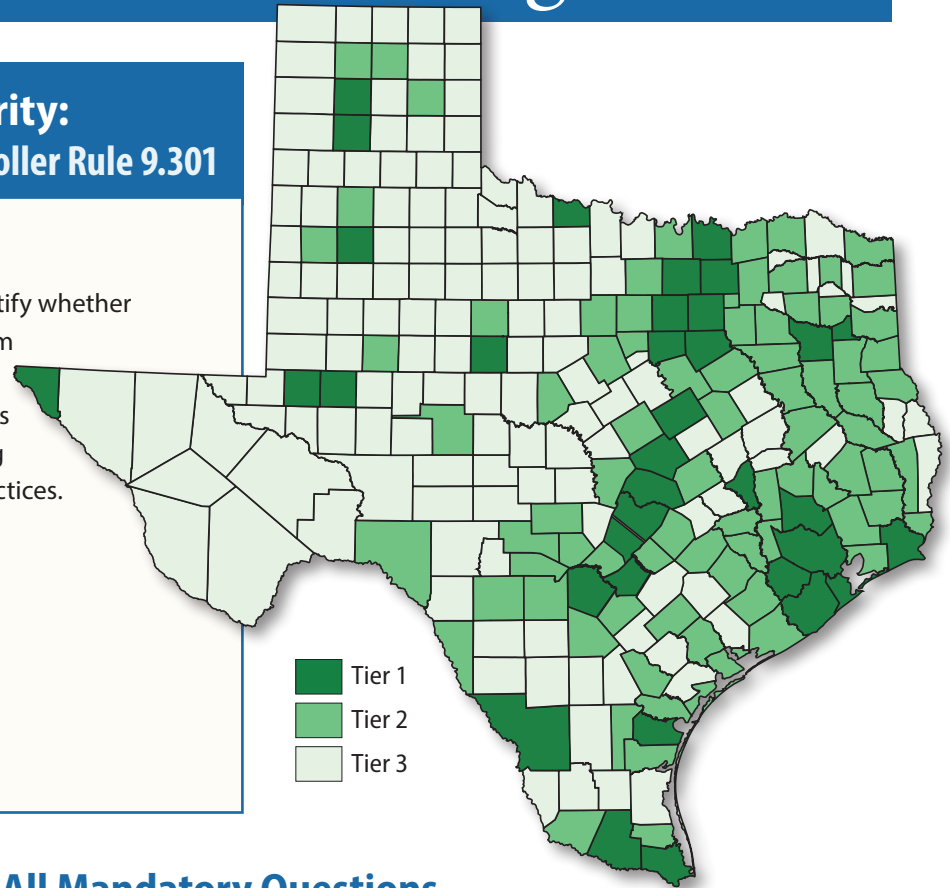 g
rity:
oller Rule 9.301
tify whether
m
s
g
ctices.
Tier 1
Tier 2
Tier 3
All Mandatory Questions